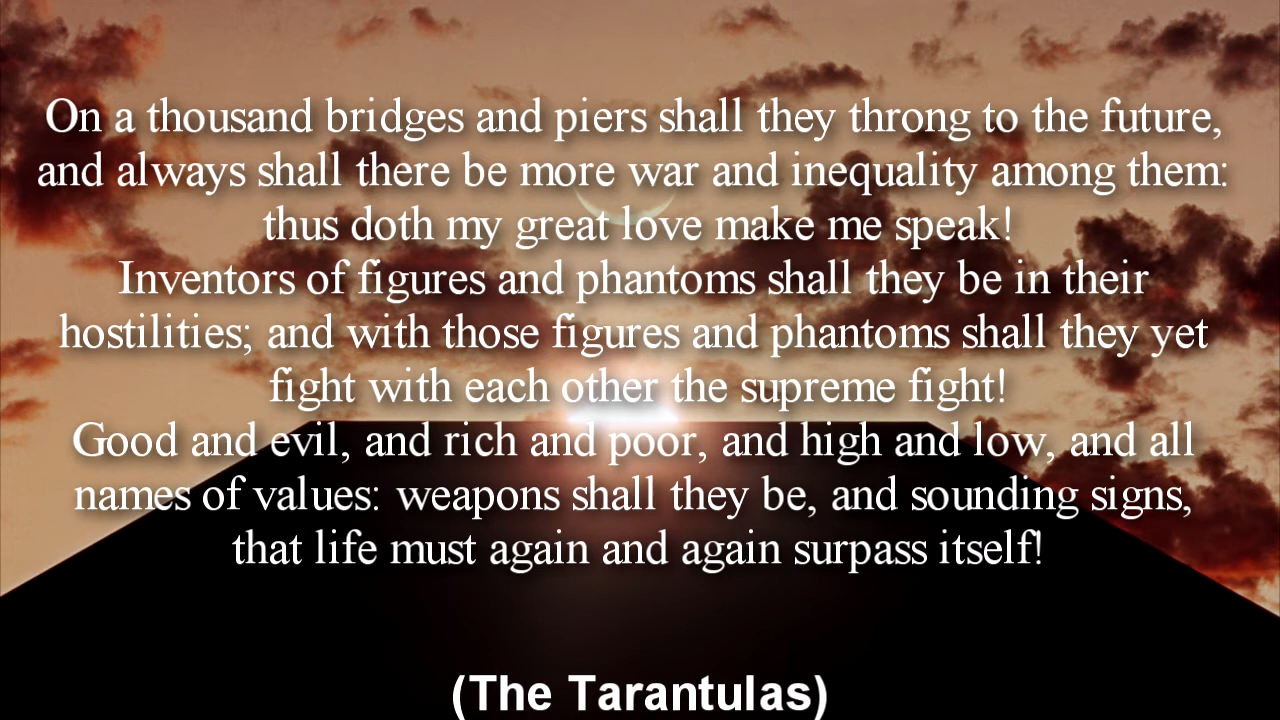 On a thousand bridges and piers shall they throng to the future,
and always shall there be more war and inequality among them:
thus doth my great love make me speak!
Inventors of figures and phantoms shall they be in their
hostilities; and with those figures and phantoms shall they yet
fight with each other the supreme fight!
Good and evil, and rich and poor, and high and low, and all
names of values: weapons shall they be, and sounding signs,
that life must again and again surpass itself!
(The Tarantulas)